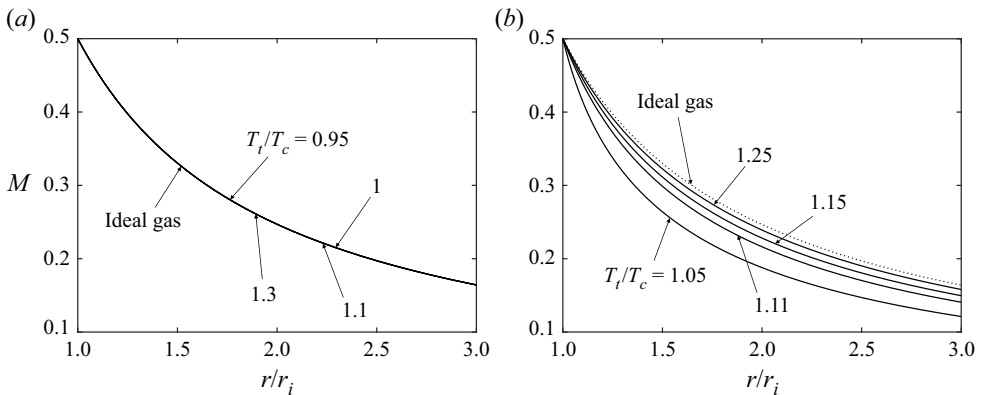 (a)
0.5
0.4
0.3
0.2
0.1
M
T_t/T_c = 0.95
Ideal gas
1
1.3
1.1
1.0 1.5 2.0 2.5 3.0
r/r_i
(b)
0.5
0.4
0.3
0.2
0.1
Ideal gas
1.25
1.15
T_t/T_c = 1.05
1.11
1.0 1.5 2.0 2.5 3.0
r/r_i